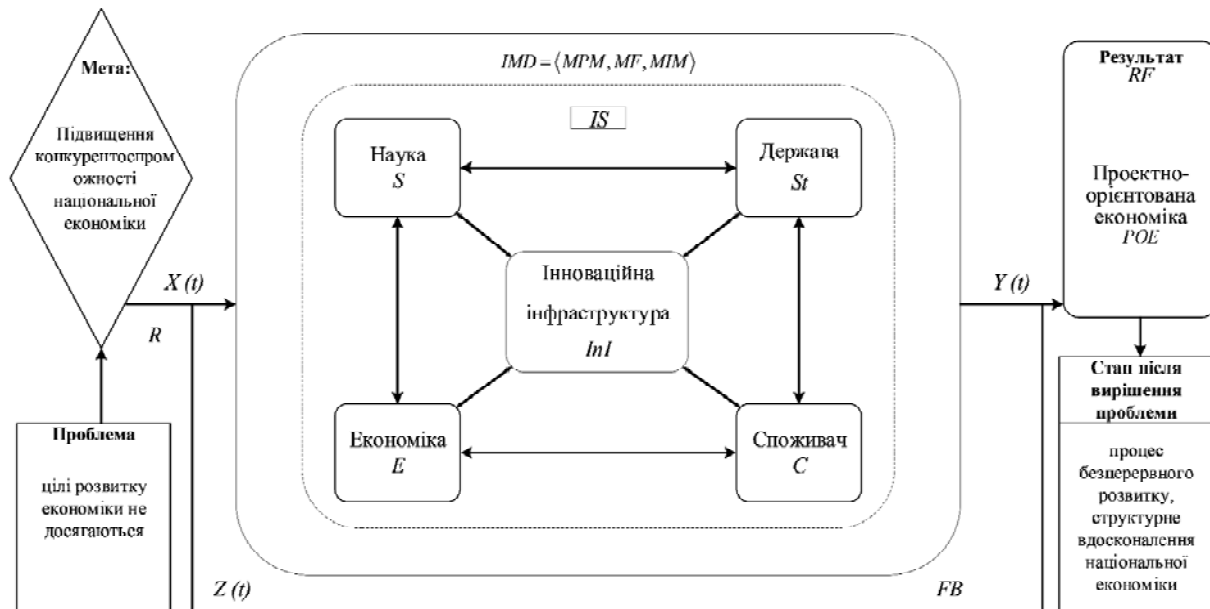 Мета:
Підвищення
конкурентоспром
ожності
національної
економіки
X (t)
R
Проблема
цілі розвитку
економіки не
досягаються
Z (t)
IMD = ⟨MPM, MF, MIM⟩
IS
Наука
S
Держава
St
Інноваційна
інфраструктура
InI
Економіка
E
Споживач
C
FB
Y (t)
Результат
RF
Проектно-
орієнтована
економіка
POE
Стан після
вирішення
проблеми
процес
безперервного
розвитку,
структурне
вдосконалення
національної
економіки